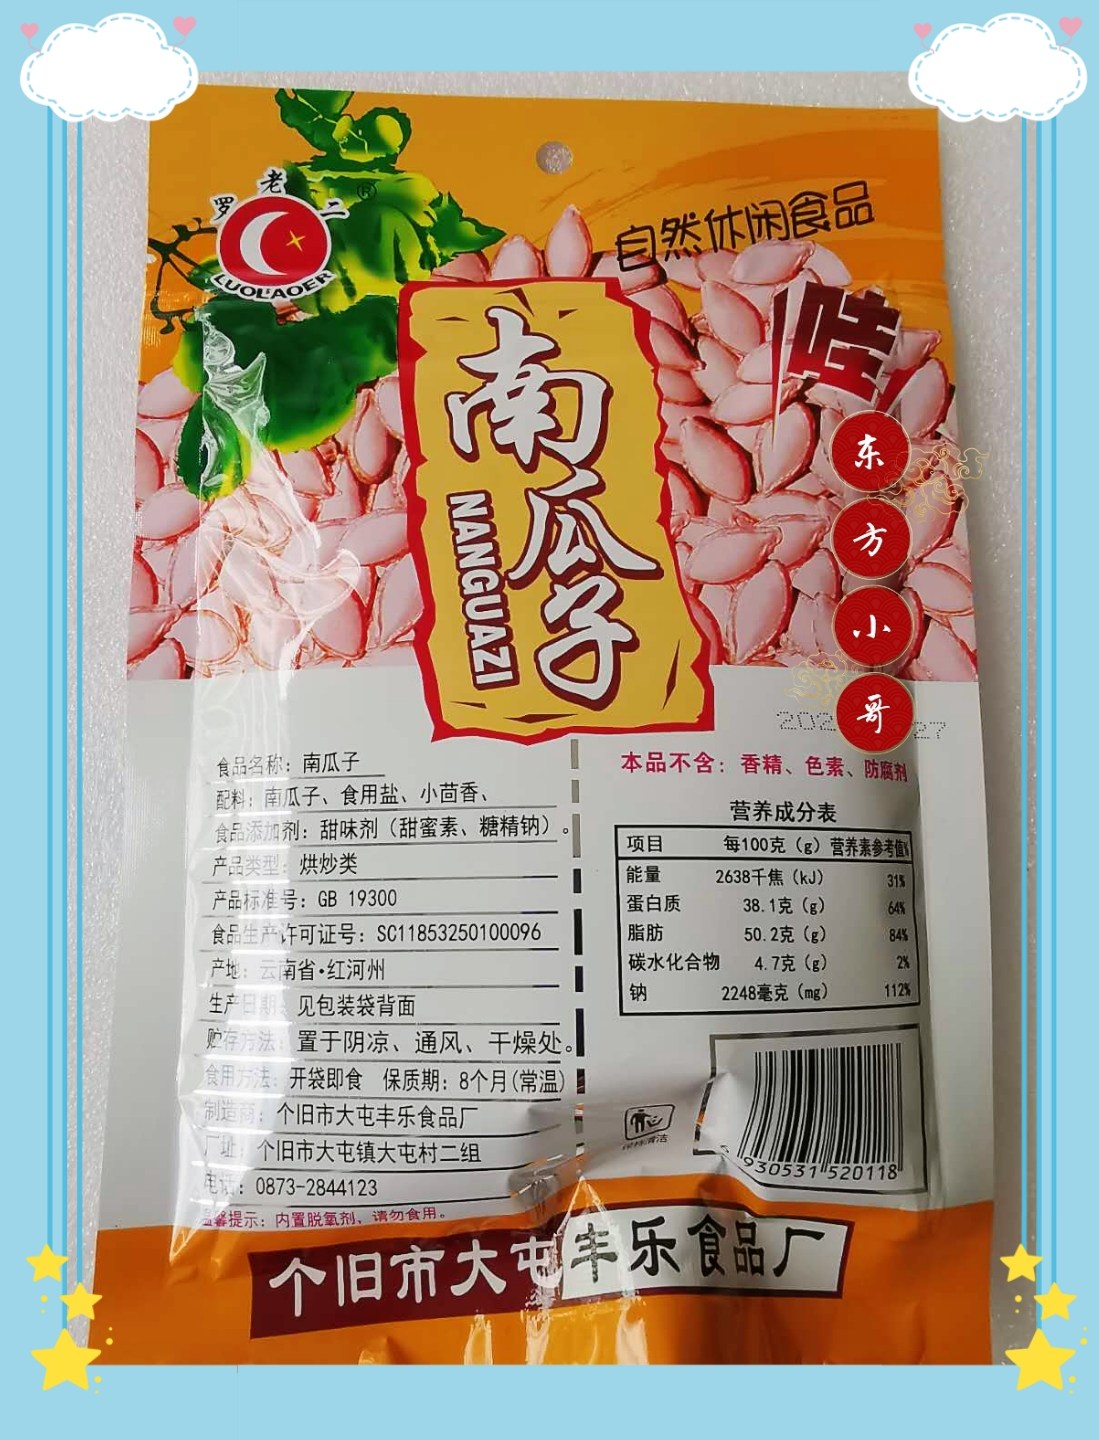 罗老二
®
LUOLAOER
自然休闲食品
哇
南瓜子
NANGUAZI
东方小哥
27
食品名称：南瓜子
配料：南瓜子、食用盐、小茴香、
食品添加剂：甜味剂（甜蜜素、糖精钠）。
产品类型：烘炒类
产品标准号：GB 19300
食品生产许可证号：SC11853250100096
产地：云南省·红河州
生产日期：见包装袋背面
贮存方法：置于阴凉、通风、干燥处。
食用方法：开袋即食 保质期：8个月(常温)
制造商：个旧市大屯丰乐食品厂
厂址：个旧市大屯镇大屯村二组
电话：0873-2844123
温馨提示：内置脱氧剂，请勿食用。
本品不含：香精、色素、防腐剂
营养成分表
项目 每100克（g） 营养素参考值%
能量 2638千焦（kJ） 31%
蛋白质 38.1克（g） 64%
脂肪 50.2克（g） 84%
碳水化合物 4.7克（g） 2%
钠 2248毫克（mg） 112%
930531 520118
个旧市大屯丰乐食品厂